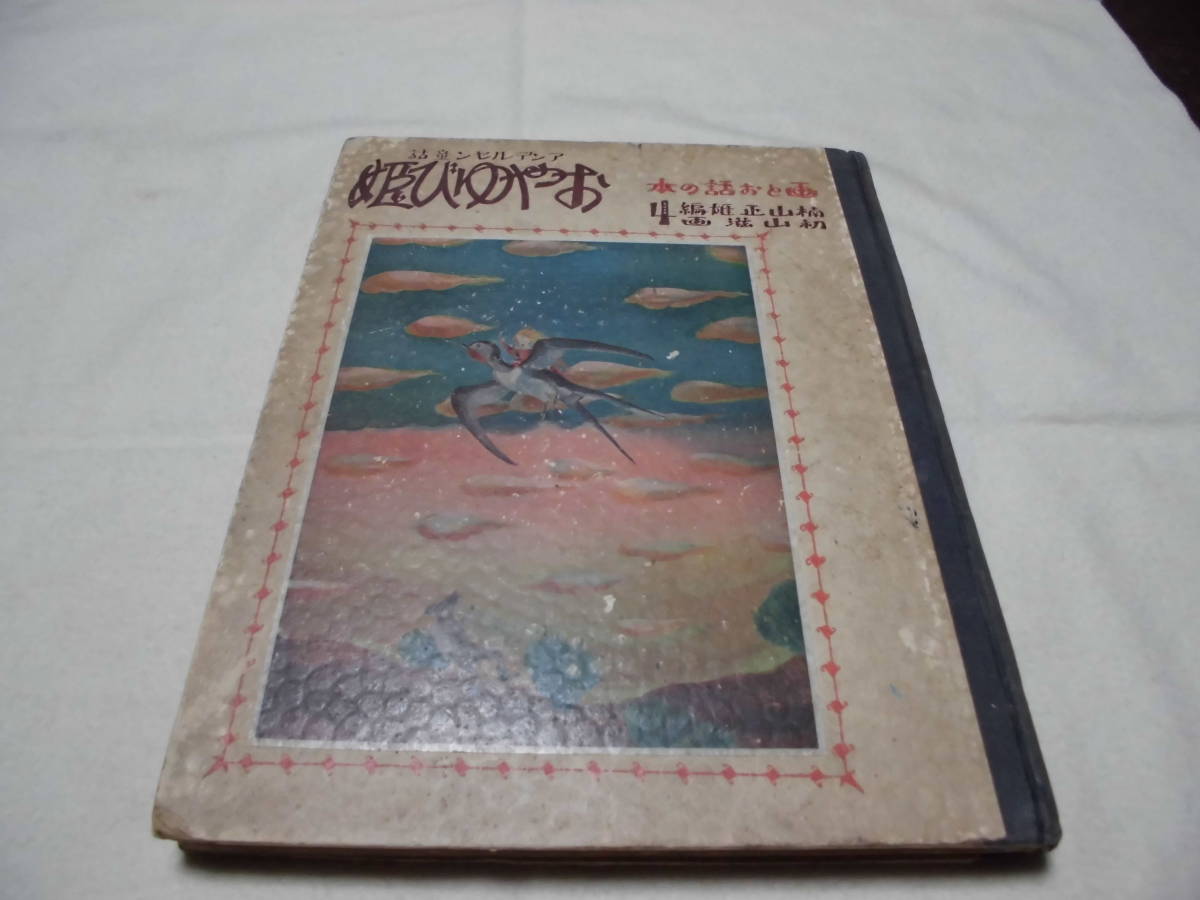 アンデルセン童話
おやゆび姫
画とお話の本
楠山正雄編
初山滋画
4